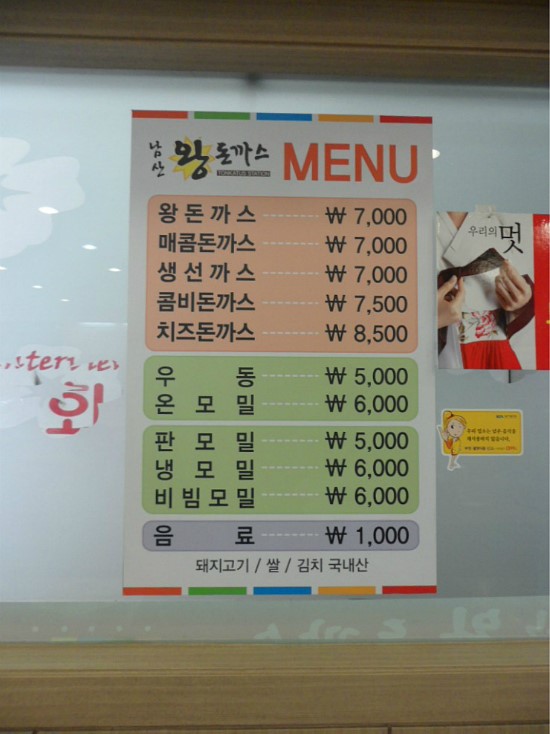 남산 왕 돈까스 MENU
TONKATUS STATION
왕돈까스 ₩ 7,000
매콤돈까스 ₩ 7,000
생선까스 ₩ 7,000
콤비돈까스 ₩ 7,500
치즈돈까스 ₩ 8,500
우동 ₩ 5,000
온모밀 ₩ 6,000
판모밀 ₩ 5,000
냉모밀 ₩ 6,000
비빔모밀 ₩ 6,000
음료 ₩ 1,000
돼지고기 / 쌀 / 김치 국내산
우리의 멋